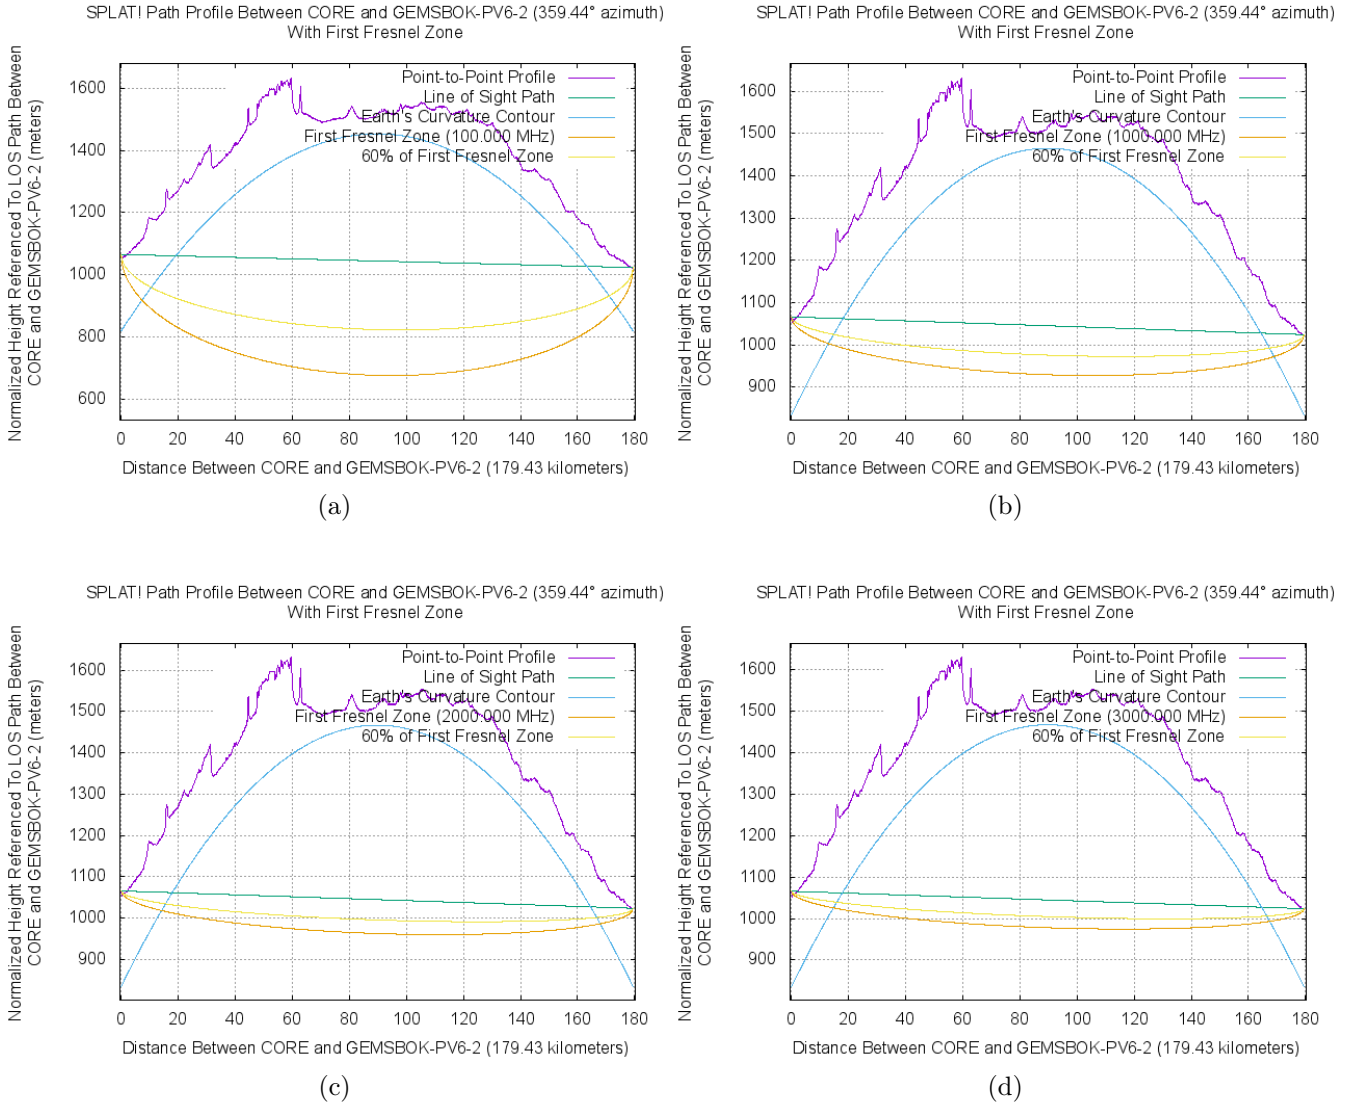 SPLAT! Path Profile Between CORE and GEMSBOK-PV6-2 (359.44° azimuth)
With First Fresnel Zone
Normalized Height Referenced To LOS Path Between
CORE and GEMSBOK-PV6-2 (meters)
1600
1400
1200
1000
800
600
Point-to-Point Profile
Line of Sight Path
Earth's Curvature Contour
First Fresnel Zone (100.000 MHz)
60% of First Fresnel Zone
0 20 40 60 80 100 120 140 160 180
Distance Between CORE and GEMSBOK-PV6-2 (179.43 kilometers)
(a)
SPLAT! Path Profile Between CORE and GEMSBOK-PV6-2 (359.44° azimuth)
With First Fresnel Zone
Normalized Height Referenced To LOS Path Between
CORE and GEMSBOK-PV6-2 (meters)
1600
1500
1400
1300
1200
1100
1000
900
Point-to-Point Profile
Line of Sight Path
Earth's Curvature Contour
First Fresnel Zone (1000.000 MHz)
60% of First Fresnel Zone
0 20 40 60 80 100 120 140 160 180
Distance Between CORE and GEMSBOK-PV6-2 (179.43 kilometers)
(b)
SPLAT! Path Profile Between CORE and GEMSBOK-PV6-2 (359.44° azimuth)
With First Fresnel Zone
Normalized Height Referenced To LOS Path Between
CORE and GEMSBOK-PV6-2 (meters)
1600
1500
1400
1300
1200
1100
1000
900
Point-to-Point Profile
Line of Sight Path
Earth's Curvature Contour
First Fresnel Zone (2000.000 MHz)
60% of First Fresnel Zone
0 20 40 60 80 100 120 140 160 180
Distance Between CORE and GEMSBOK-PV6-2 (179.43 kilometers)
(c)
SPLAT! Path Profile Between CORE and GEMSBOK-PV6-2 (359.44° azimuth)
With First Fresnel Zone
Normalized Height Referenced To LOS Path Between
CORE and GEMSBOK-PV6-2 (meters)
1600
1500
1400
1300
1200
1100
1000
900
Point-to-Point Profile
Line of Sight Path
Earth's Curvature Contour
First Fresnel Zone (3000.000 MHz)
60% of First Fresnel Zone
0 20 40 60 80 100 120 140 160 180
Distance Between CORE and GEMSBOK-PV6-2 (179.43 kilometers)
(d)